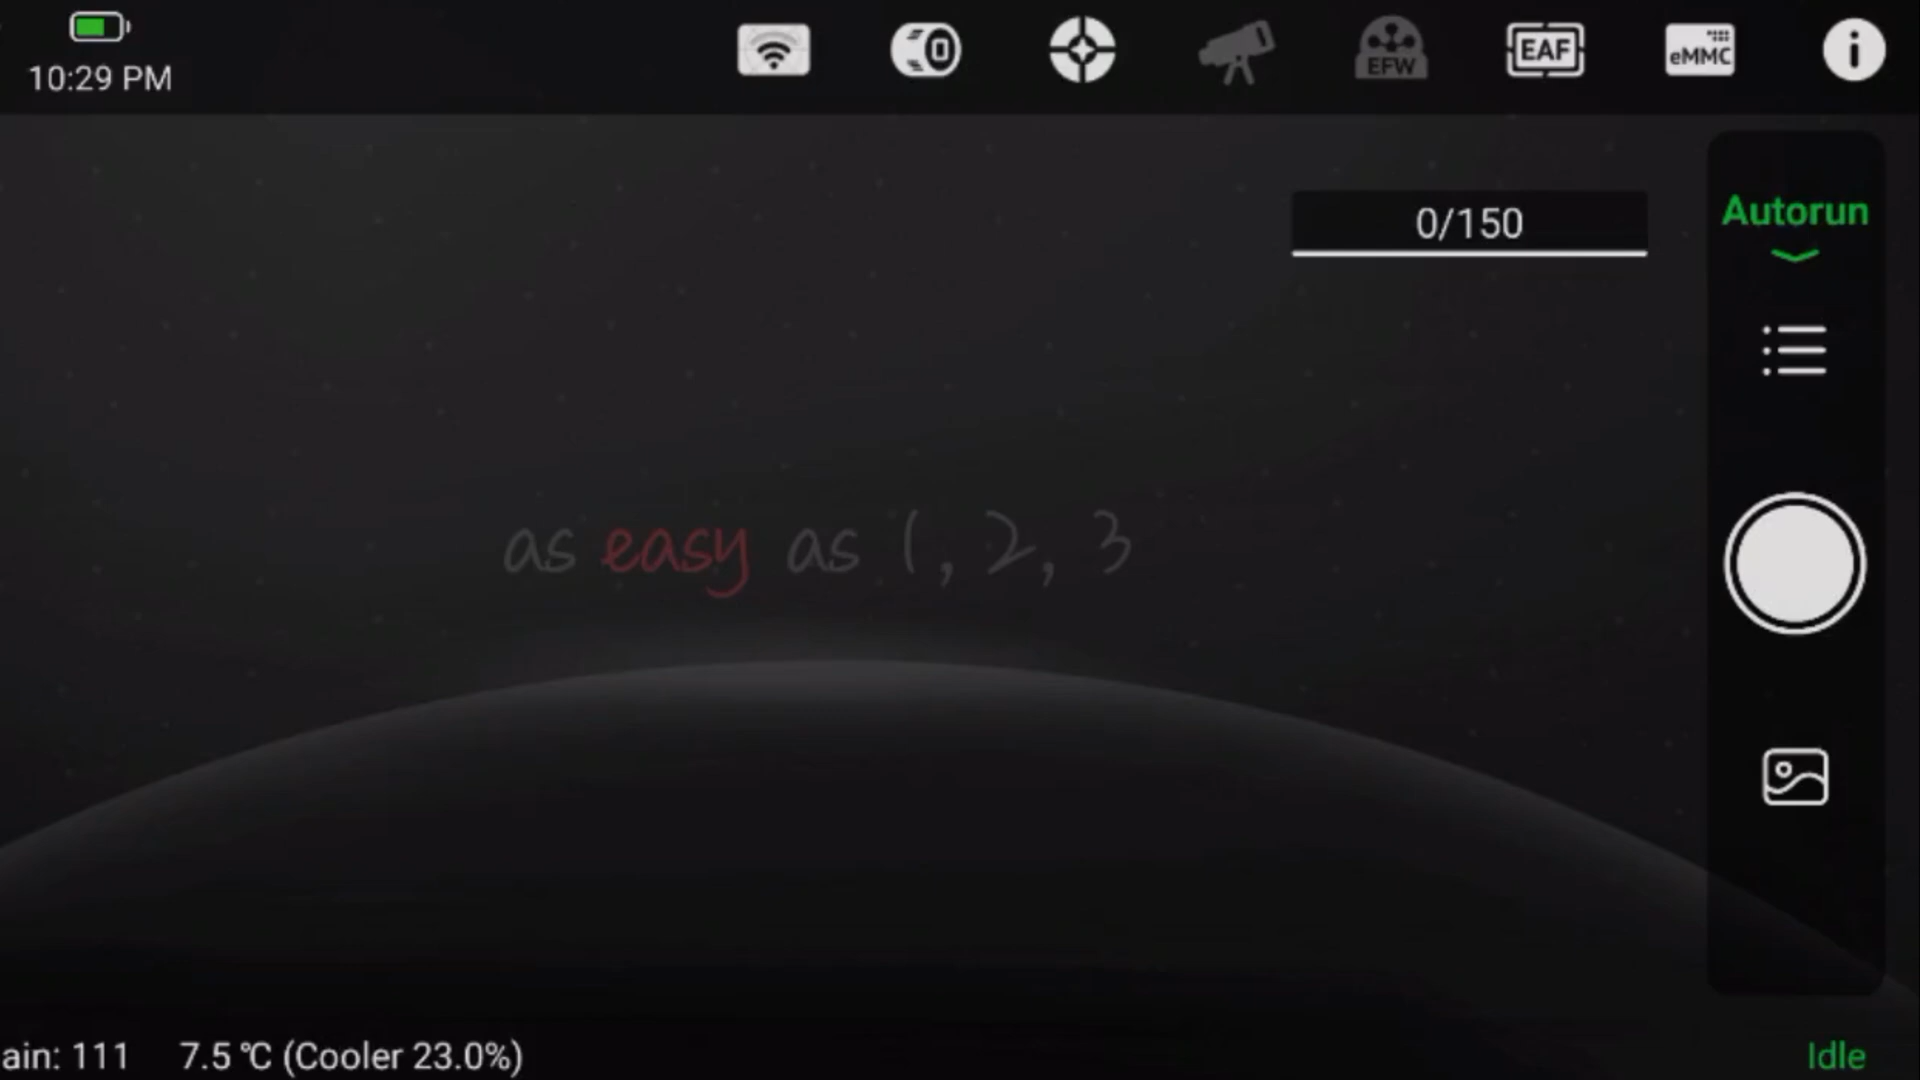 10:29 PM
EFW
EAF
eMMC
0/150
Autorun
as easy as 1, 2, 3
ain: 111 7.5 ℃ (Cooler 23.0%)
Idle